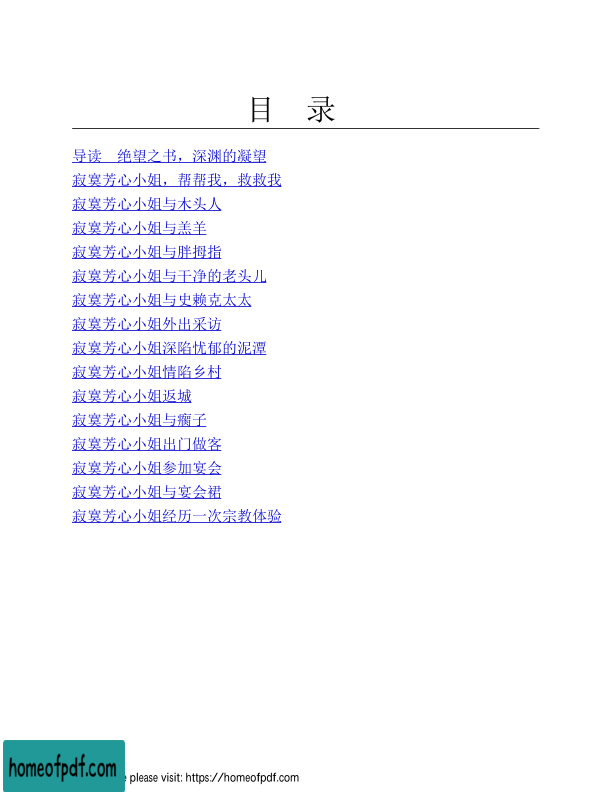 目 录
导读 绝望之书，深渊的凝望
寂寞芳心小姐，帮帮我，救救我
寂寞芳心小姐与木头人
寂寞芳心小姐与羔羊
寂寞芳心小姐与胖拇指
寂寞芳心小姐与干净的老头儿
寂寞芳心小姐与史赖克太太
寂寞芳心小姐外出采访
寂寞芳心小姐深陷忧郁的泥潭
寂寞芳心小姐情陷乡村
寂寞芳心小姐返城
寂寞芳心小姐与瘸子
寂寞芳心小姐出门做客
寂寞芳心小姐参加宴会
寂寞芳心小姐与宴会裙
寂寞芳心小姐经历一次宗教体验
homeofpdf.com
please visit: https://homeofpdf.com